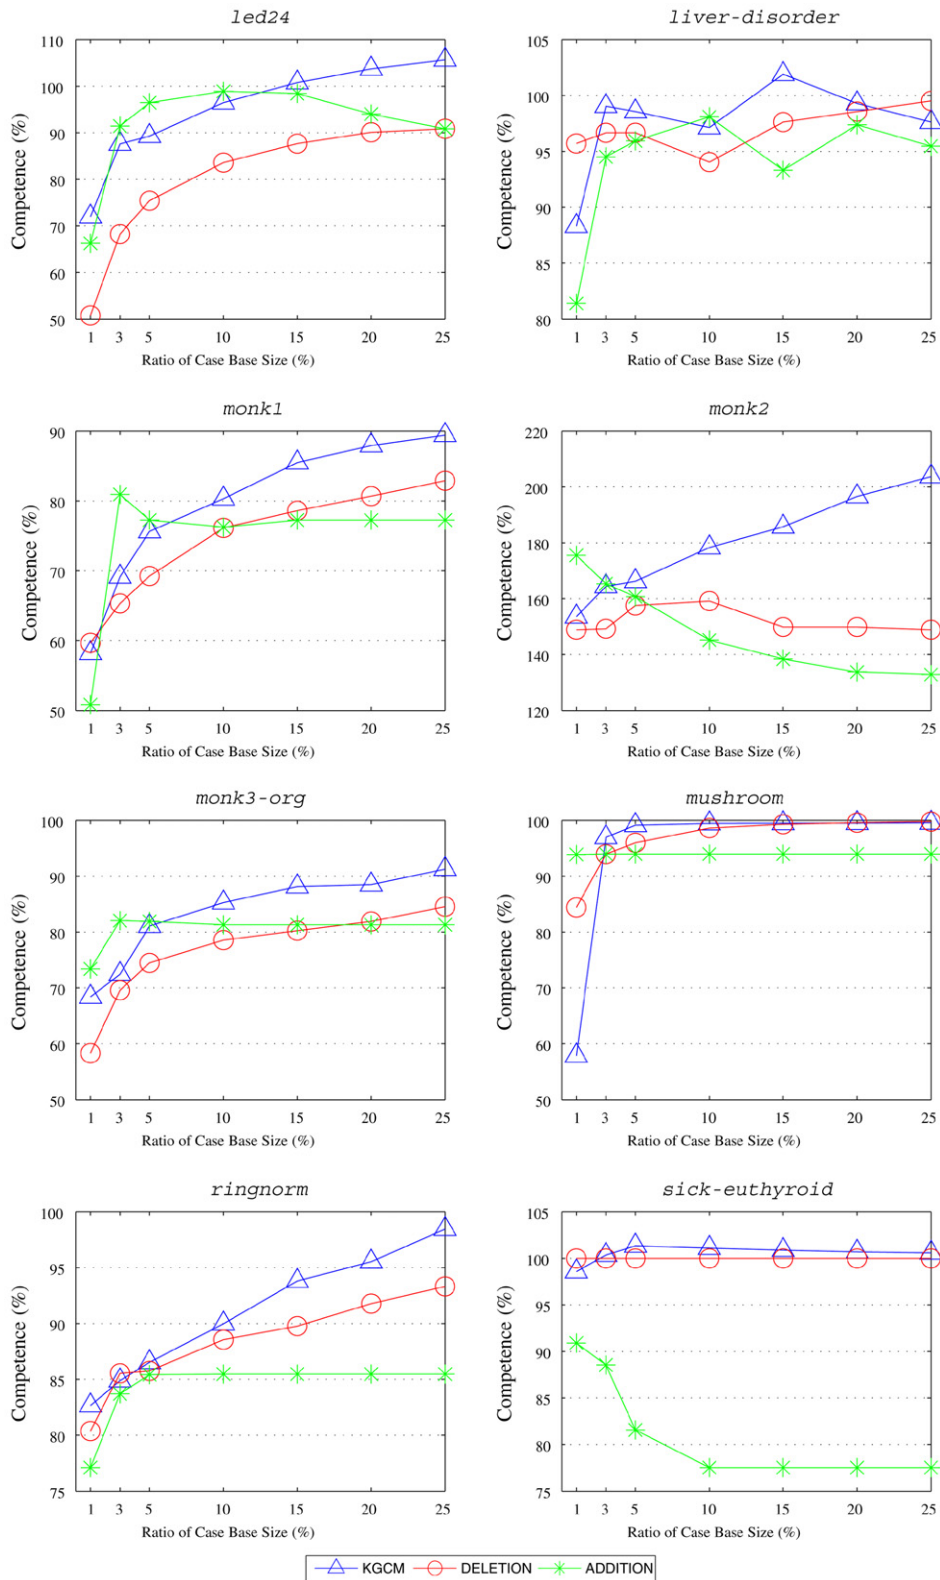 led24
110
100
90
80
70
60
50
Competence (%)
1 3 5 10 15 20 25
Ratio of Case Base Size (%)
liver-disorder
105
100
95
90
85
80
Competence (%)
1 3 5 10 15 20 25
Ratio of Case Base Size (%)
monk1
90
80
70
60
50
Competence (%)
1 3 5 10 15 20 25
Ratio of Case Base Size (%)
monk2
220
200
180
160
140
120
Competence (%)
1 3 5 10 15 20 25
Ratio of Case Base Size (%)
monk3-org
100
90
80
70
60
50
Competence (%)
1 3 5 10 15 20 25
Ratio of Case Base Size (%)
mushroom
100
90
80
70
60
50
Competence (%)
1 3 5 10 15 20 25
Ratio of Case Base Size (%)
ringnorm
100
95
90
85
80
75
Competence (%)
1 3 5 10 15 20 25
Ratio of Case Base Size (%)
sick-euthyroid
105
100
95
90
85
80
75
Competence (%)
1 3 5 10 15 20 25
Ratio of Case Base Size (%)
KGCM DELETION ADDITION